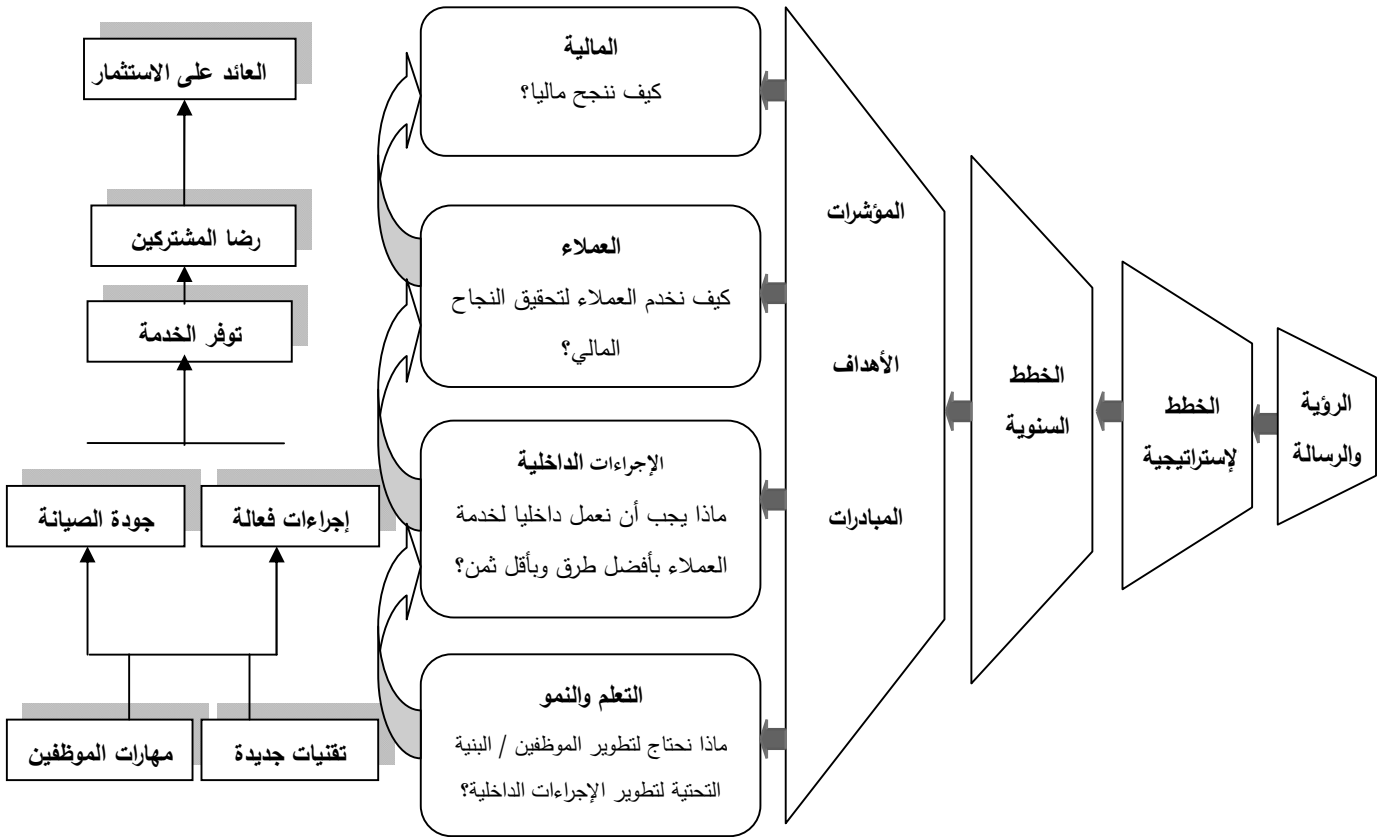 الرؤية
والرسالة
الخطط
لإستراتيجية
الخطط
السنوية
المؤشرات
الأهداف
المبادرات
المالية
كيف ننجح ماليا؟
العملاء
كيف نخدم العملاء لتحقيق النجاح
المالي؟
الإجراءات الداخلية
ماذا يجب أن نعمل داخليا لخدمة
العملاء بأفضل طرق وبأقل ثمن؟
التعلم والنمو
ماذا نحتاج لتطوير الموظفين / البنية
التحتية لتطوير الإجراءات الداخلية؟
العائد على الاستثمار
رضا المشتركين
توفر الخدمة
إجراءات فعالة
جودة الصيانة
تقنيات جديدة
مهارات الموظفين